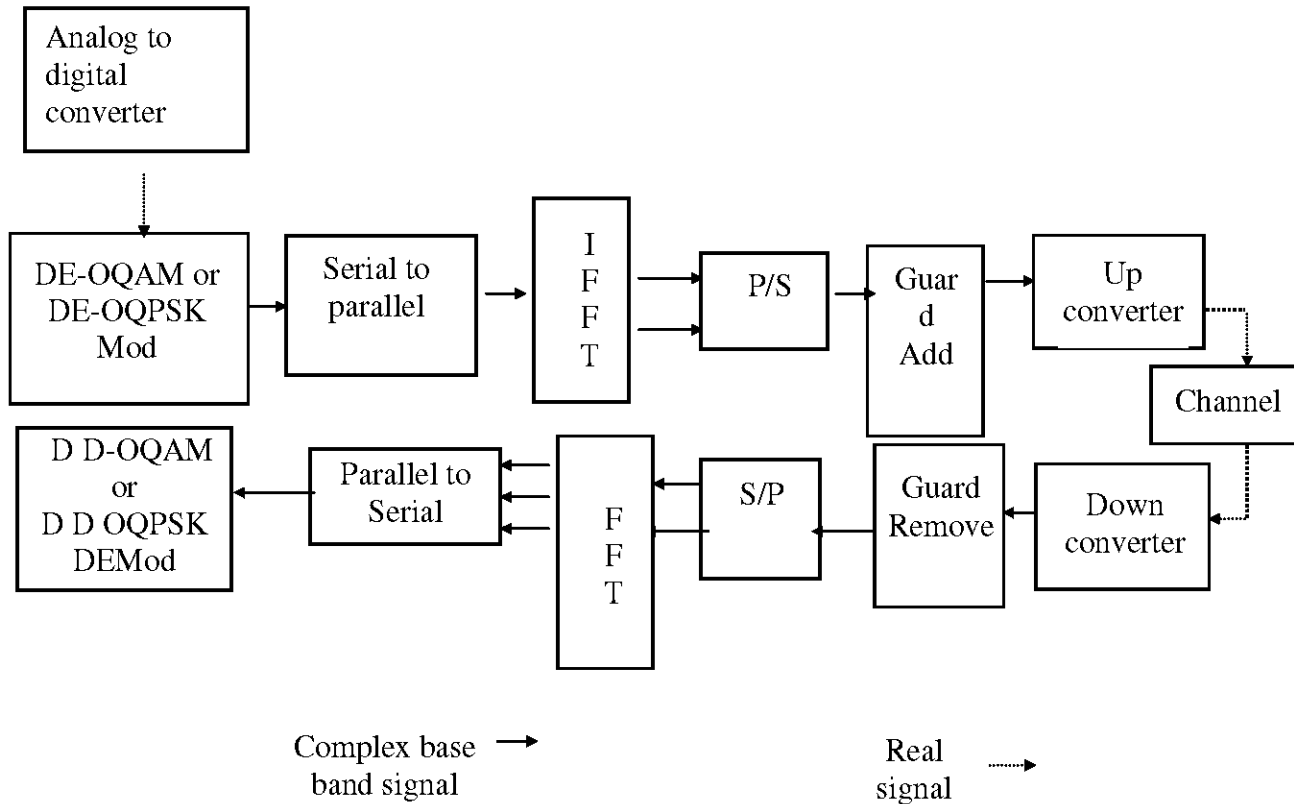 Analog to
digital
converter
DE-OQAM or
DE-OQPSK
Mod
Serial to
parallel
I
F
F
T
P/S
Guar
d
Add
Up
converter
Channel
D D-OQAM
or
D D OQPSK
DEMod
Parallel to
Serial
F
F
T
S/P
Guard
Remove
Down
converter
Complex base
band signal
Real
signal